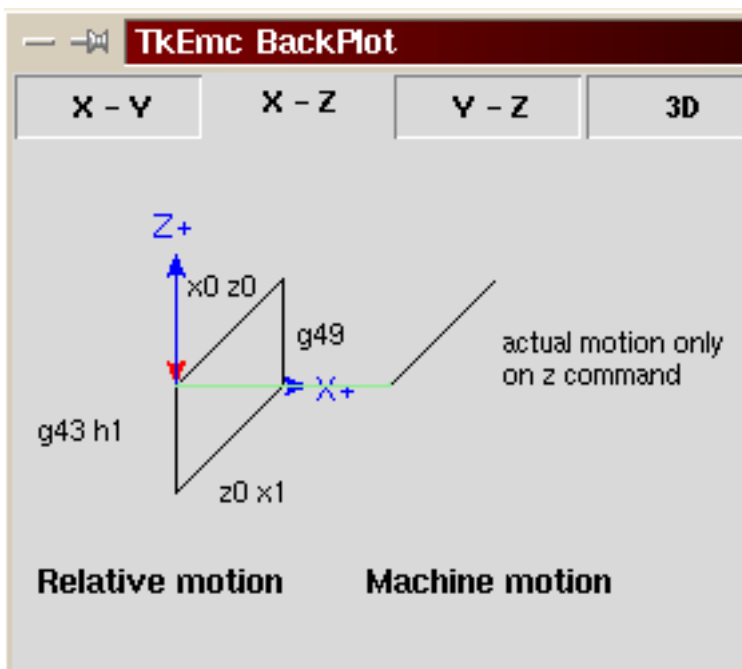 TkEmc BackPlot
X - Y
X - Z
Y - Z
3D
Z+
x0 z0
g49
actual motion only
on z command
X+
g43 h1
z0 x1
Relative motion
Machine motion